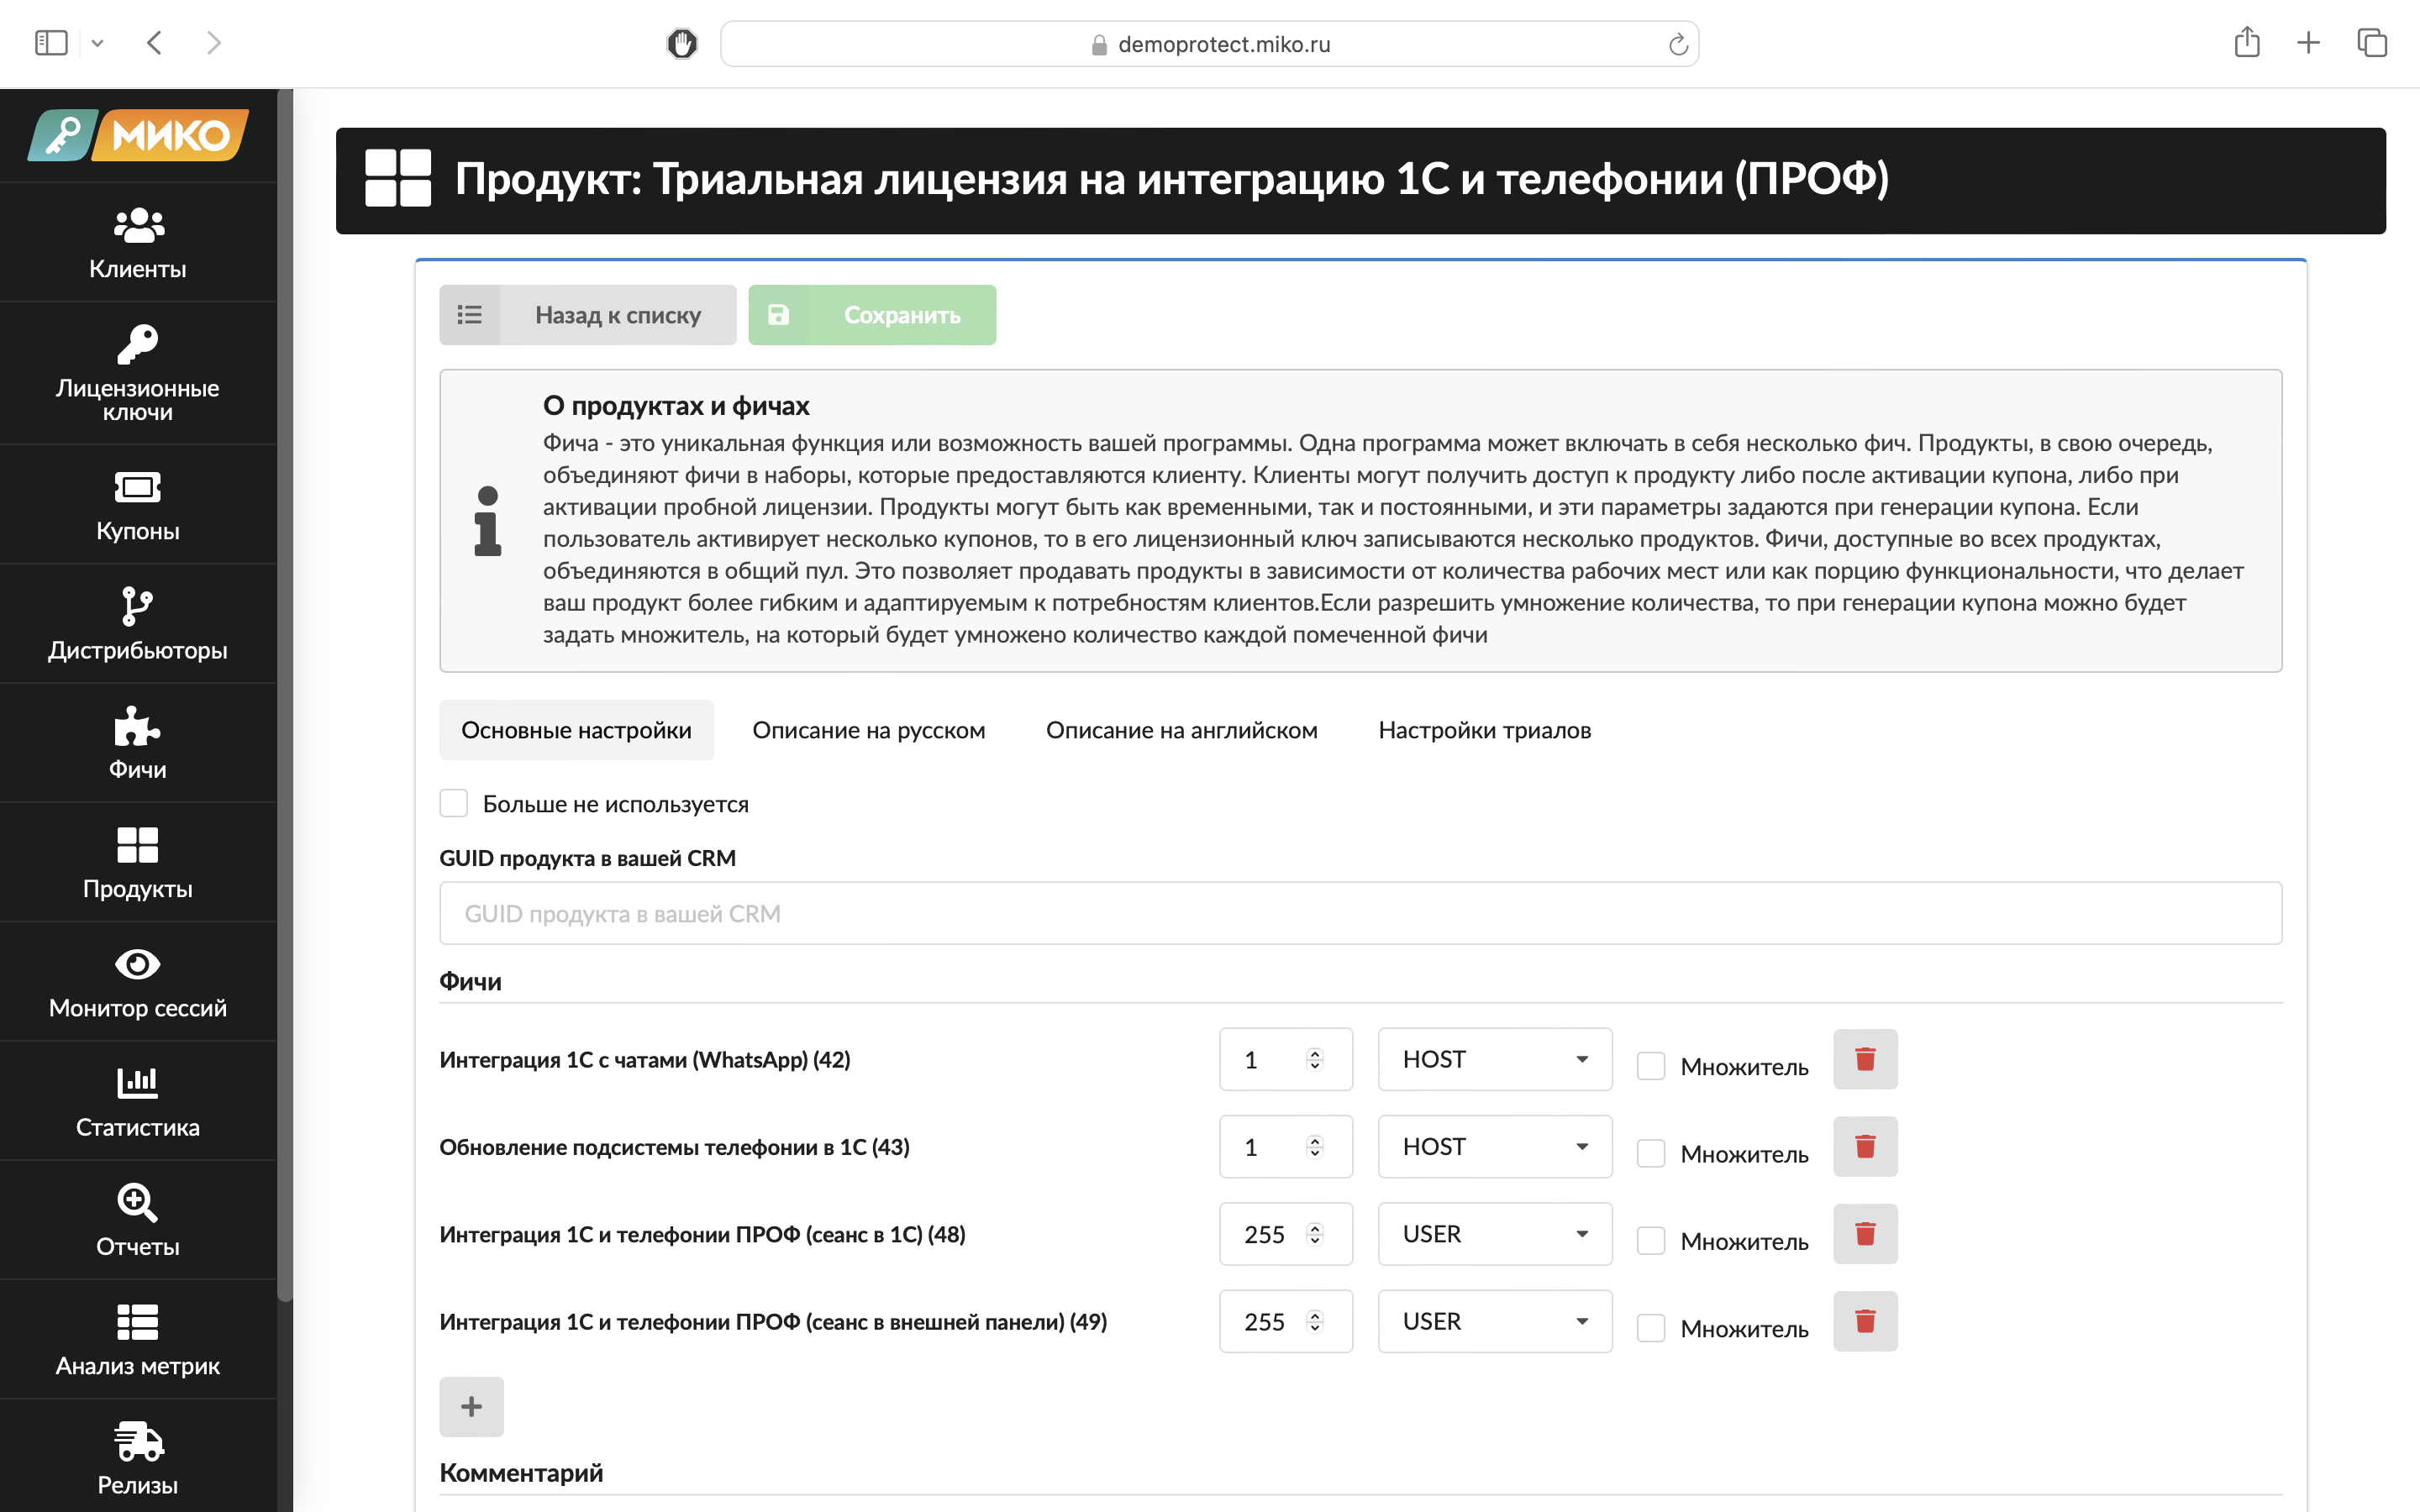 demoprotect.miko.ru
МИКО
Клиенты
Лицензионные
ключи
Купоны
Дистрибьюторы
Фичи
Продукты
Монитор сессий
Статистика
Отчеты
Анализ метрик
Релизы
Продукт: Триальная лицензия на интеграцию 1С и телефонии (ПРОФ)
Назад к списку
Сохранить
О продуктах и фичах
Фича - это уникальная функция или возможность вашей программы. Одна программа может включать в себя несколько фич. Продукты, в свою очередь,
объединяют фичи в наборы, которые предоставляются клиенту. Клиенты могут получить доступ к продукту либо после активации купона, либо при
активации пробной лицензии. Продукты могут быть как временными, так и постоянными, и эти параметры задаются при генерации купона. Если
пользователь активирует несколько купонов, то в его лицензионный ключ записываются несколько продуктов. Фичи, доступные во всех продуктах,
объединяются в общий пул. Это позволяет продавать продукты в зависимости от количества рабочих мест или как порцию функциональности, что делает
ваш продукт более гибким и адаптируемым к потребностям клиентов.Если разрешить умножение количества, то при генерации купона можно будет
задать множитель, на который будет умножено количество каждой помеченной фичи
Основные настройки Описание на русском Описание на английском Настройки триалов
Больше не используется
GUID продукта в вашей CRM
GUID продукта в вашей CRM
Фичи
Интеграция 1С с чатами (WhatsApp) (42) 1 HOST Множитель
Обновление подсистемы телефонии в 1С (43) 1 HOST Множитель
Интеграция 1С и телефонии ПРОФ (сеанс в 1С) (48) 255 USER Множитель
Интеграция 1С и телефонии ПРОФ (сеанс в внешней панели) (49) 255 USER Множитель
Комментарий